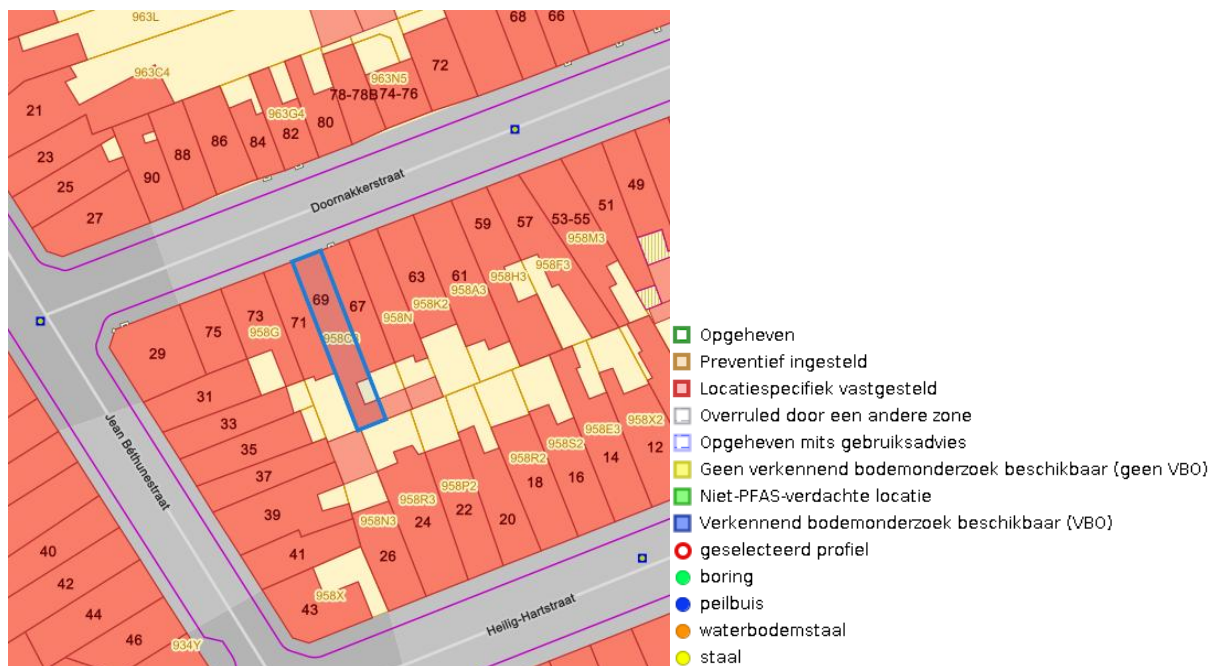 963L
68
66
963C4
72
963N5
78-78B
74-76
21
963G4
80
82
84
86
88
90
23
25
27
Doornakkerstraat
49
51
53-55
57
59
958M3
958F3
958H3
61
958A3
63
958K2
958N
67
69
71
73
958G
75
29
31
33
35
37
39
41
43
958X
Jean Béthunestraat
958X2
12
958E3
14
958S2
16
958R2
18
20
958P2
22
958R3
24
958N3
26
Heilig-Hartstraat
40
42
44
46
934Y
Opgeheven
Preventief ingesteld
Locatiespecifiek vastgesteld
Overruled door een andere zone
Opgeheven mits gebruiksadvies
Geen verkennend bodemonderzoek beschikbaar (geen VBO)
Niet-PFAS-verdachte locatie
Verkennend bodemonderzoek beschikbaar (VBO)
geselecteerd profiel
boring
peilbuis
waterbodemstaal
staal